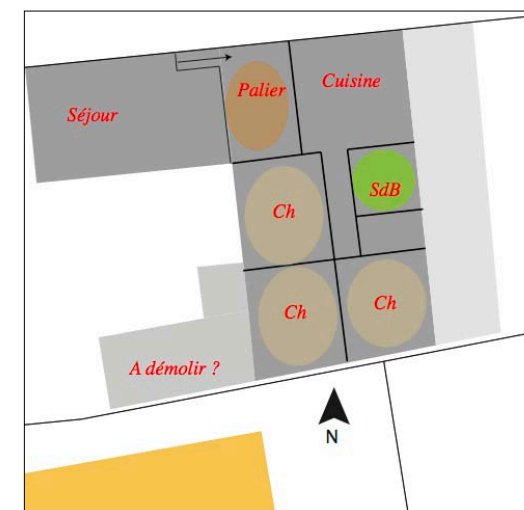 Palier
Cuisine
Séjour
SdB
Ch
Ch
Ch
A démolir ?
N